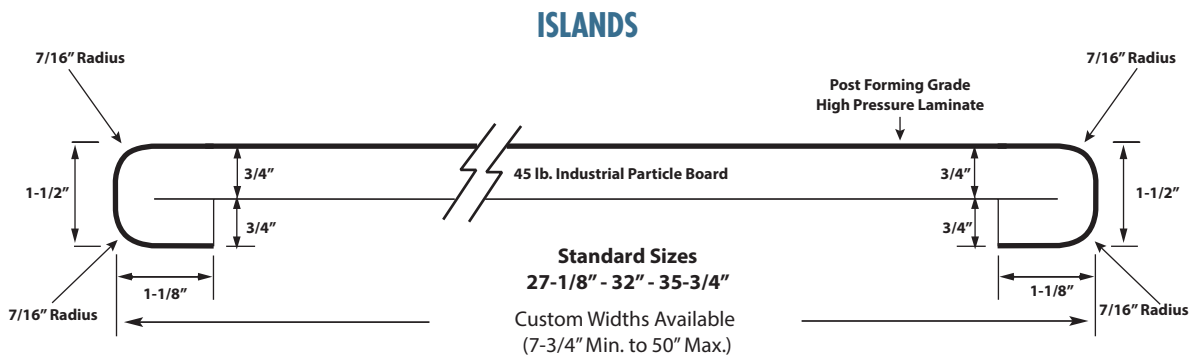 ISLANDS
7/16” Radius
7/16” Radius
Post Forming Grade
High Pressure Laminate
1-1/2”
3/4”
45 lb. Industrial Particle Board
3/4”
1-1/2”
3/4”
3/4”
Standard Sizes
27-1/8” - 32” - 35-3/4”
1-1/8”
1-1/8”
7/16” Radius
7/16” Radius
Custom Widths Available
(7-3/4” Min. to 50” Max.)